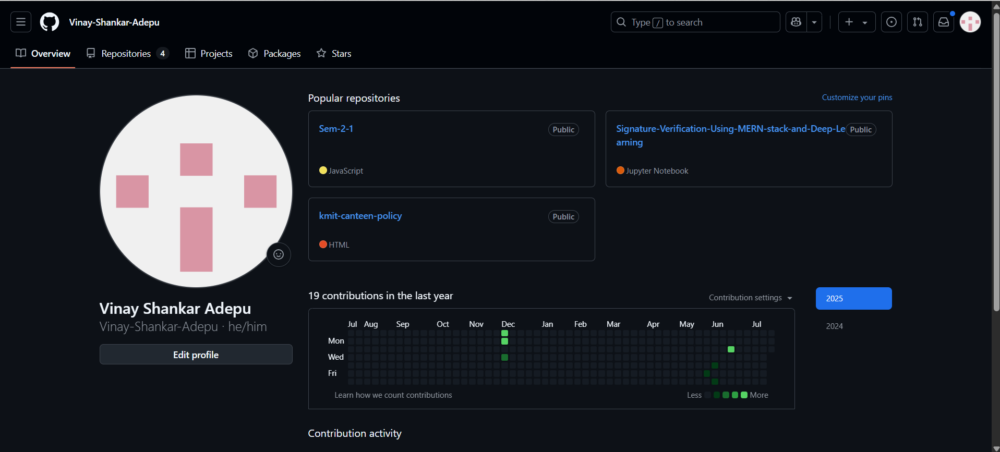 Vinay-Shankar-Adepu
Type / to search
Overview
Repositories 4
Projects
Packages
Stars
Popular repositories
Customize your pins
Sem-2-1
Public
JavaScript
Signature-Verification-Using-MERN-stack-and-Deep-Le
arning
Public
Jupyter Notebook
kmit-canteen-policy
Public
HTML
Vinay Shankar Adepu
Vinay-Shankar-Adepu · he/him
Edit profile
19 contributions in the last year
Contribution settings
2025
2024
Jul Aug Sep Oct Nov Dec Jan Feb Mar Apr May Jun Jul
Mon
Wed
Fri
Learn how we count contributions
Less More
Contribution activity